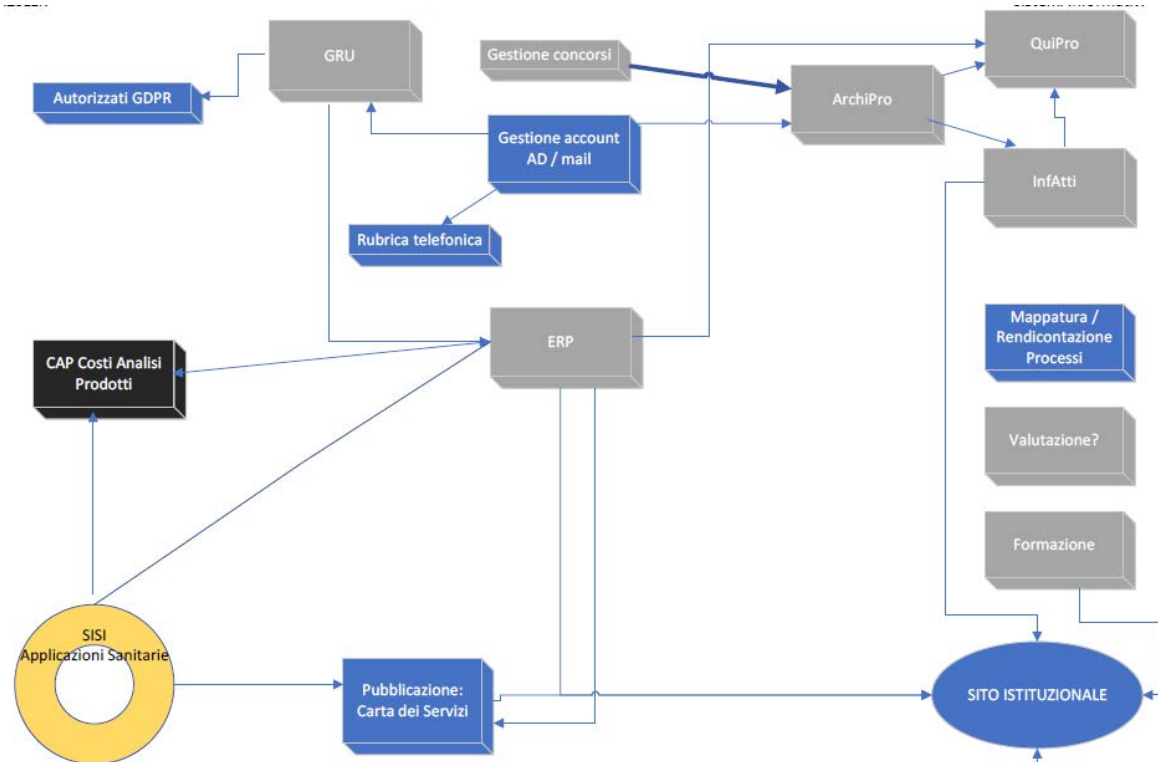 GRU
Gestione concorsi
QuiPro
Autorizzati GDPR
ArchiPro
Gestione account
AD / mail
InfAtti
Rubrica telefonica
ERP
Mappatura /
Rendicontazione
Processi
CAP Costi Analisi
Prodotti
Valutazione?
Formazione
SISI
Applicazioni Sanitarie
Pubblicazione:
Carta dei Servizi
SITO ISTITUZIONALE